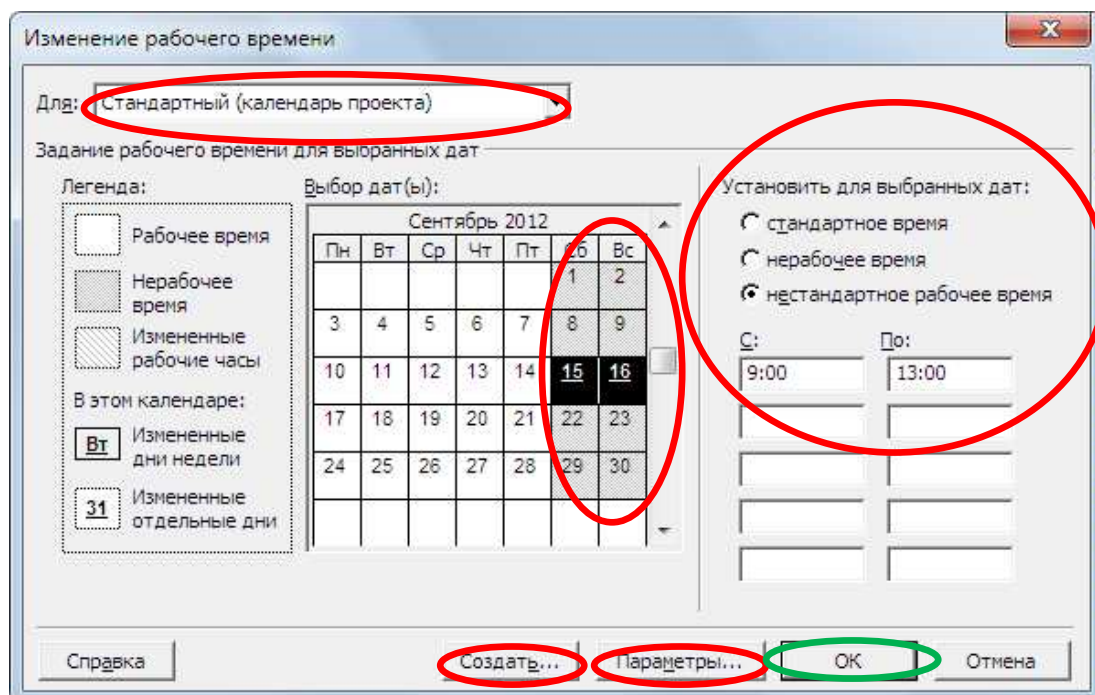 Изменение рабочего времени
Для: Стандартный (календарь проекта)
Задание рабочего времени для выбранных дат
Легенда:
Рабочее время
Нерабочее
время
Измененные
рабочие часы
В этом календаре:
Вт Измененные
дни недели
31 Измененные
отдельные дни
Выбор дат(ы):
Сентябрь 2012
Пн Вт Ср Чт Пт Сб Вс
1 2
3 4 5 6 7 8 9
10 11 12 13 14 15 16
17 18 19 20 21 22 23
24 25 26 27 28 29 30
Установить для выбранных дат:
стандартное время
нерабочее время
нестандартное рабочее время
С: По:
9:00 13:00
Справка Создать... Параметры... ОК Отмена